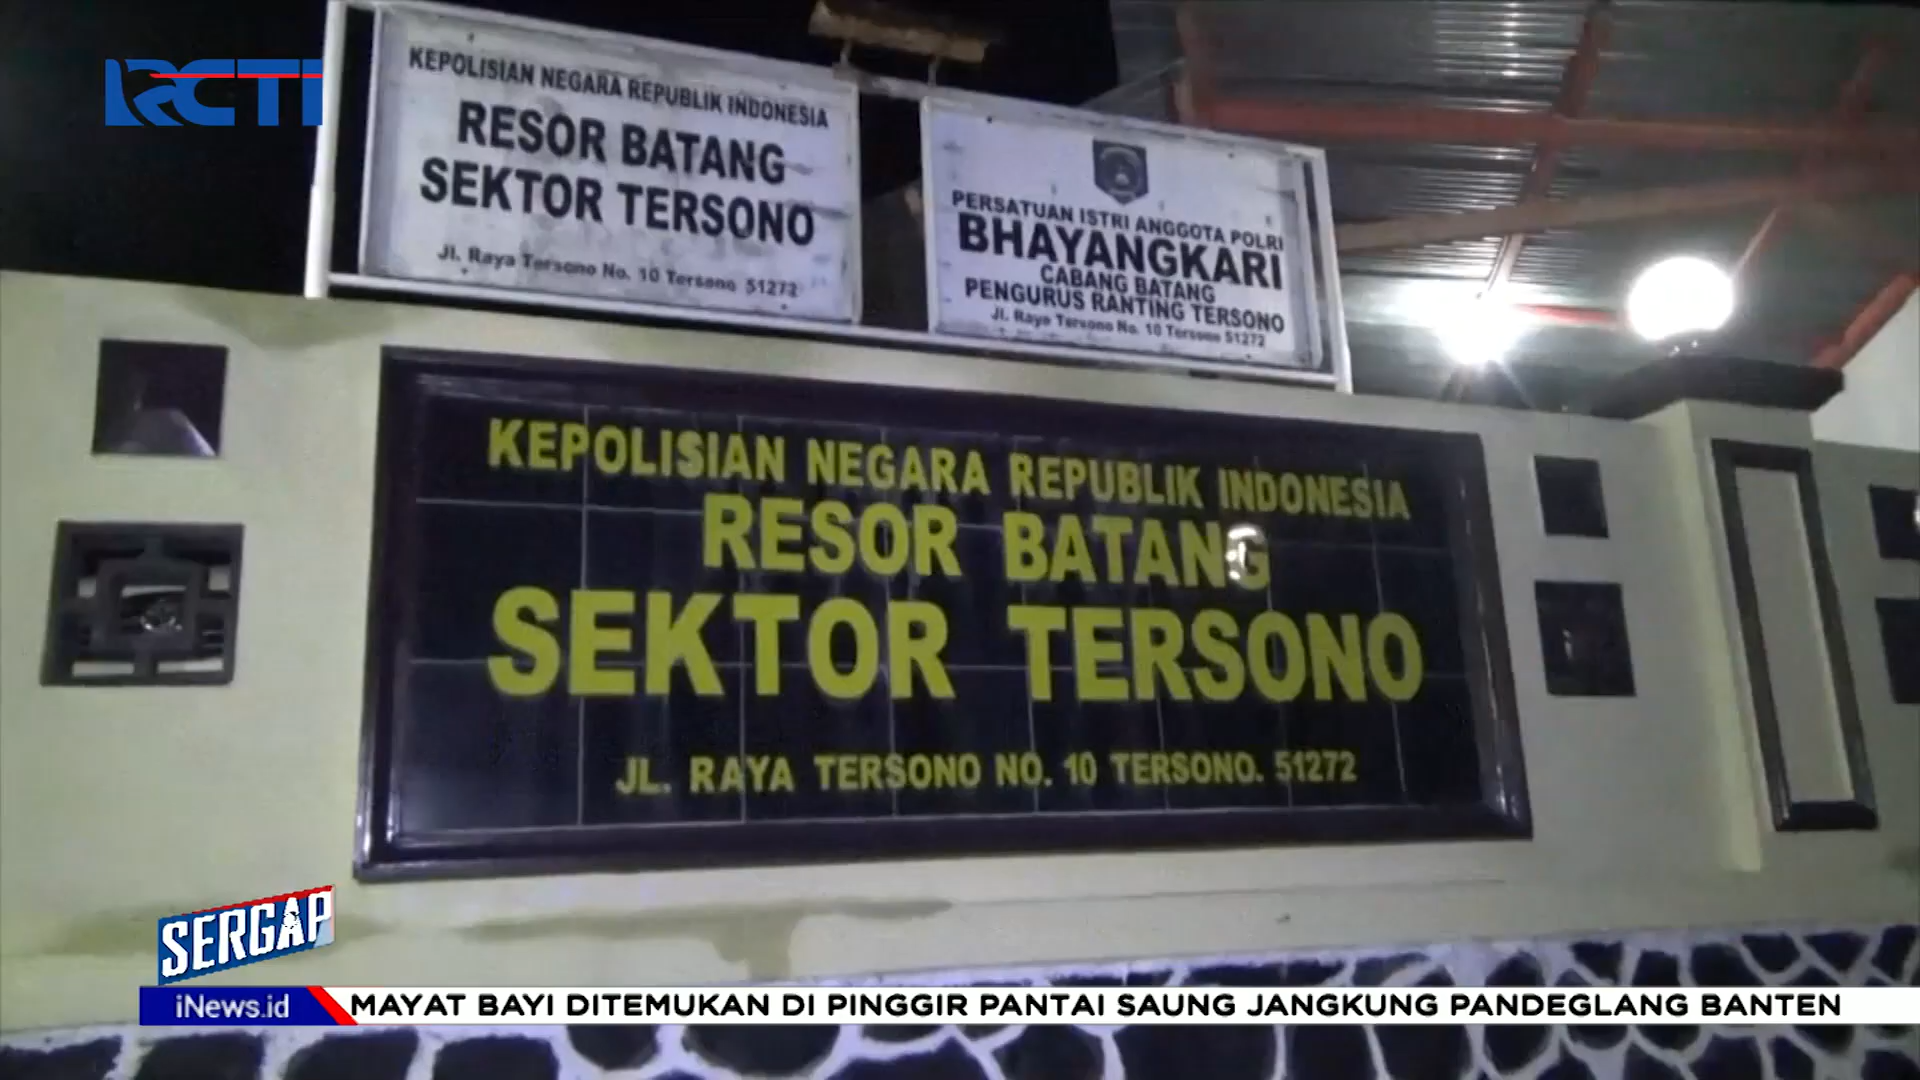 RCTI
KEPOLISIAN NEGARA REPUBLIK INDONESIA
RESOR BATANG
SEKTOR TERSONO
Jl. Raya Tersono No. 10 Tersono 51272
PERSATUAN ISTRI ANGGOTA POLRI
BHAYANGKARI
CABANG BATANG
PENGURUS RANTING TERSONO
Jl. Raya Tersono No. 10 Tersono 51272
KEPOLISIAN NEGARA REPUBLIK INDONESIA
RESOR BATANG
SEKTOR TERSONO
JL. RAYA TERSONO NO. 10 TERSONO. 51272
SERGAP
iNews.id
MAYAT BAYI DITEMUKAN DI PINGGIR PANTAI SAUNG JANGKUNG PANDEGLANG BANTEN